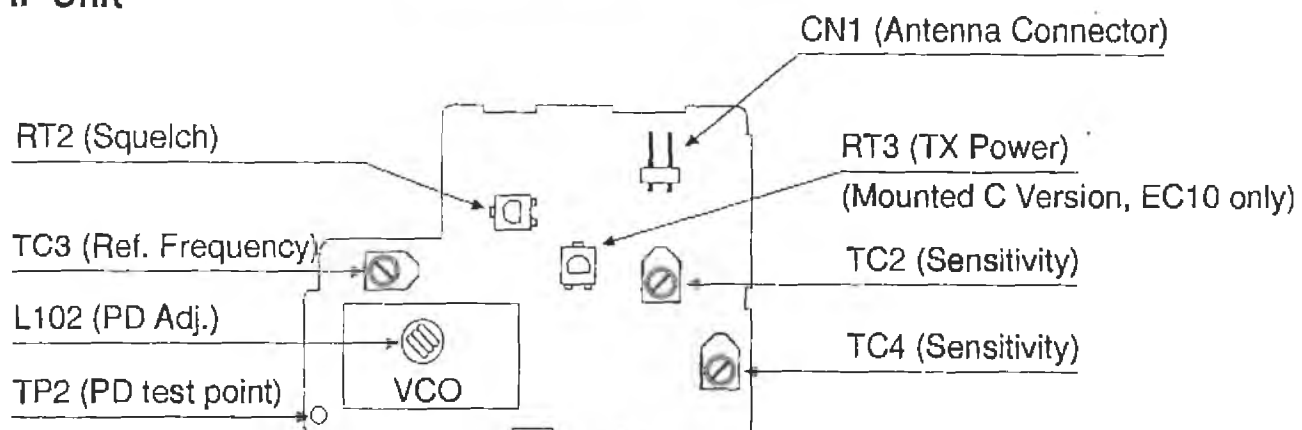 Unit
CN1 (Antenna Connector)
RT2 (Squelch)
RT3 (TX Power)
(Mounted C Version, EC10 only)
TC3 (Ref. Frequency)
TC2 (Sensitivity)
L102 (PD Adj.)
TC4 (Sensitivity)
TP2 (PD test point)
VCO